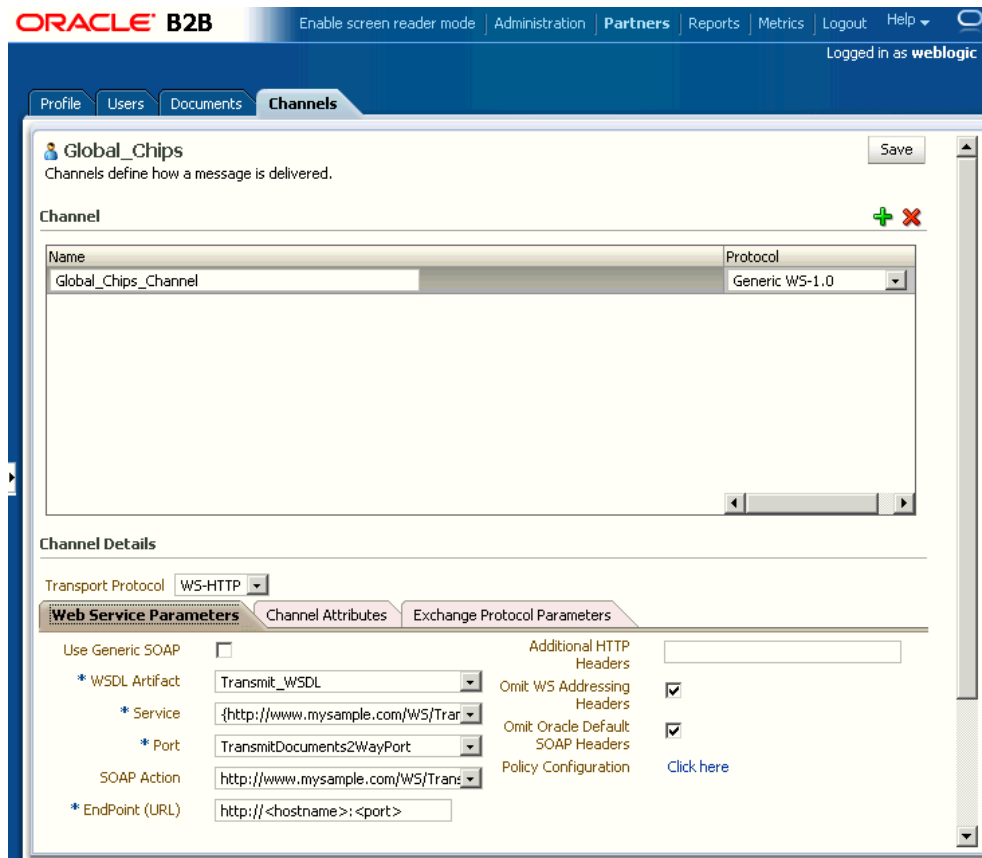 ORACLE B2B
Enable screen reader mode Administration Partners Reports Metrics Logout Help
Logged in as weblogic
Profile Users Documents Channels
Global_Chips
Save
Channels define how a message is delivered.
Channel
Name Protocol
Global_Chips_Channel Generic WS-1.0
Channel Details
Transport Protocol WS-HTTP
Web Service Parameters Channel Attributes Exchange Protocol Parameters
Use Generic SOAP
* WSDL Artifact Transmit_WSDL
* Service {http://www.mysample.com/WS/Tran
* Port TransmitDocuments2WayPort
SOAP Action http://www.mysample.com/WS/Trans
* EndPoint (URL) http://<hostname>:<port>
Additional HTTP
Headers
Omit WS Addressing
Headers
Omit Oracle Default
SOAP Headers
Policy Configuration Click here